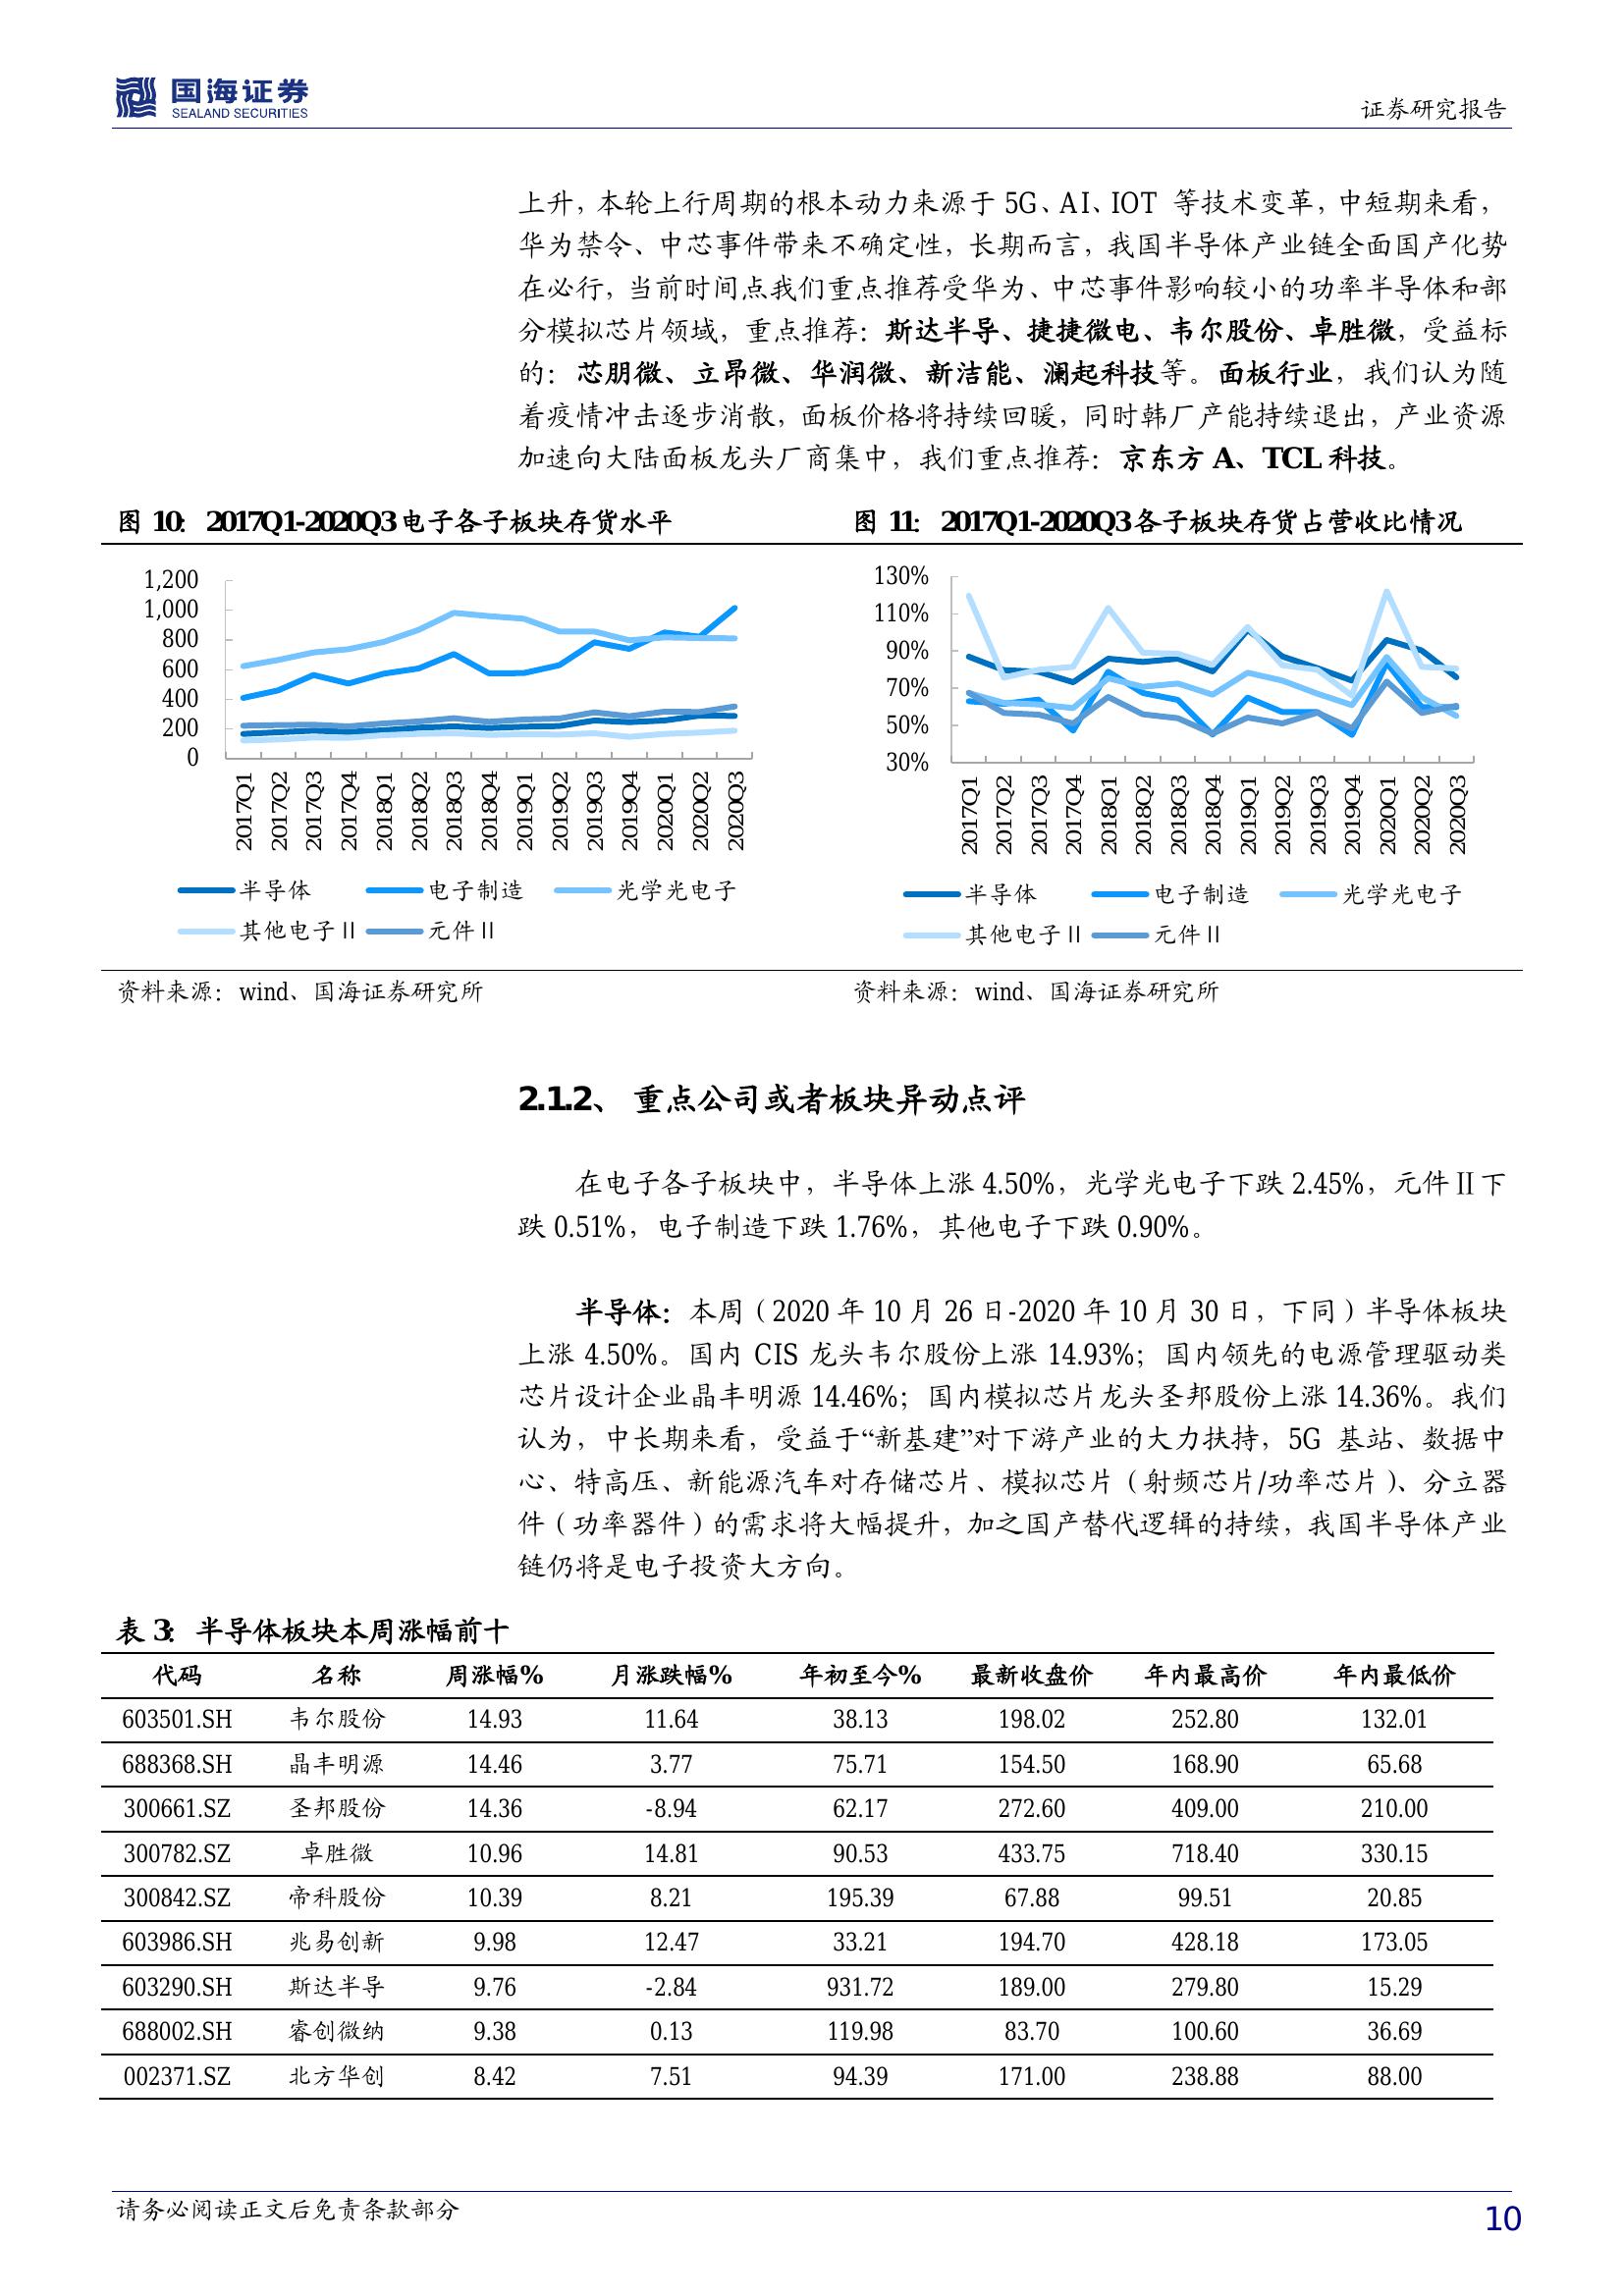 国海证券
SEALAND SECURITIES
证券研究报告
上升，本轮上行周期的根本动力来源于 5G、AI、IOT 等技术变革，中短期来看，
华为禁令、中芯事件带来不确定性，长期而言，我国半导体产业链全面国产化势
在必行，当前时间点我们重点推荐受华为、中芯事件影响较小的功率半导体和部
分模拟芯片领域，重点推荐：斯达半导、捷捷微电、韦尔股份、卓胜微，受益标
的：芯朋微、立昂微、华润微、新洁能、澜起科技等。面板行业，我们认为随
着疫情冲击逐步消散，面板价格将持续回暖，同时韩厂产能持续退出，产业资源
加速向大陆面板龙头厂商集中，我们重点推荐：京东方 A、TCL 科技。
图 10：2017Q1-2020Q3 电子各子板块存货水平
1,200
1,000
800
600
400
200
0
2017Q1 2017Q2 2017Q3 2017Q4 2018Q1 2018Q2 2018Q3 2018Q4 2019Q1 2019Q2 2019Q3 2019Q4 2020Q1 2020Q2 2020Q3
半导体 电子制造 光学光电子
其他电子Ⅱ 元件Ⅱ
资料来源：wind、国海证券研究所
图 11：2017Q1-2020Q3 各子板块存货占营收比情况
130%
110%
90%
70%
50%
30%
2017Q1 2017Q2 2017Q3 2017Q4 2018Q1 2018Q2 2018Q3 2018Q4 2019Q1 2019Q2 2019Q3 2019Q4 2020Q1 2020Q2 2020Q3
半导体 电子制造 光学光电子
其他电子Ⅱ 元件Ⅱ
资料来源：wind、国海证券研究所
2.1.2、 重点公司或者板块异动点评
在电子各子板块中，半导体上涨 4.50%，光学光电子下跌 2.45%，元件Ⅱ下
跌 0.51%，电子制造下跌 1.76%，其他电子下跌 0.90%。
半导体：本周（2020 年 10 月 26 日-2020 年 10 月 30 日，下同）半导体板块
上涨 4.50%。国内 CIS 龙头韦尔股份上涨 14.93%；国内领先的电源管理驱动类
芯片设计企业晶丰明源 14.46%；国内模拟芯片龙头圣邦股份上涨 14.36%。我们
认为，中长期来看，受益于“新基建”对下游产业的大力扶持，5G 基站、数据中
心、特高压、新能源汽车对存储芯片、模拟芯片（射频芯片/功率芯片）、分立器
件（功率器件）的需求将大幅提升，加之国产替代逻辑的持续，我国半导体产业
链仍将是电子投资大方向。
表 3：半导体板块本周涨幅前十
代码 名称 周涨幅% 月涨跌幅% 年初至今% 最新收盘价 年内最高价 年内最低价
603501.SH 韦尔股份 14.93 11.64 38.13 198.02 252.80 132.01
688368.SH 晶丰明源 14.46 3.77 75.71 154.50 168.90 65.68
300661.SZ 圣邦股份 14.36 -8.94 62.17 272.60 409.00 210.00
300782.SZ 卓胜微 10.96 14.81 90.53 433.75 718.40 330.15
300842.SZ 帝科股份 10.39 8.21 195.39 67.88 99.51 20.85
603986.SH 兆易创新 9.98 12.47 33.21 194.70 428.18 173.05
603290.SH 斯达半导 9.76 -2.84 931.72 189.00 279.80 15.29
688002.SH 睿创微纳 9.38 0.13 119.98 83.70 100.60 36.69
002371.SZ 北方华创 8.42 7.51 94.39 171.00 238.88 88.00
请务必阅读正文后免责条款部分
10